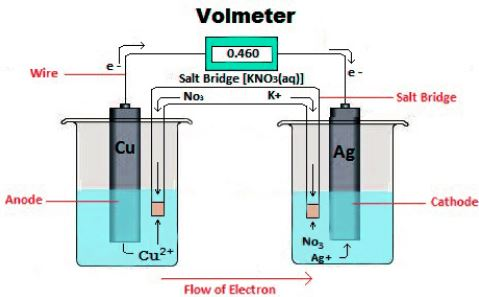 Volmeter
0.460
e -
e -
Wire
Salt Bridge [KNO3(aq)]
No3
K+
Salt Bridge
Cu
Ag
Anode
Cathode
Cu2+
No3
Ag+
Flow of Electron